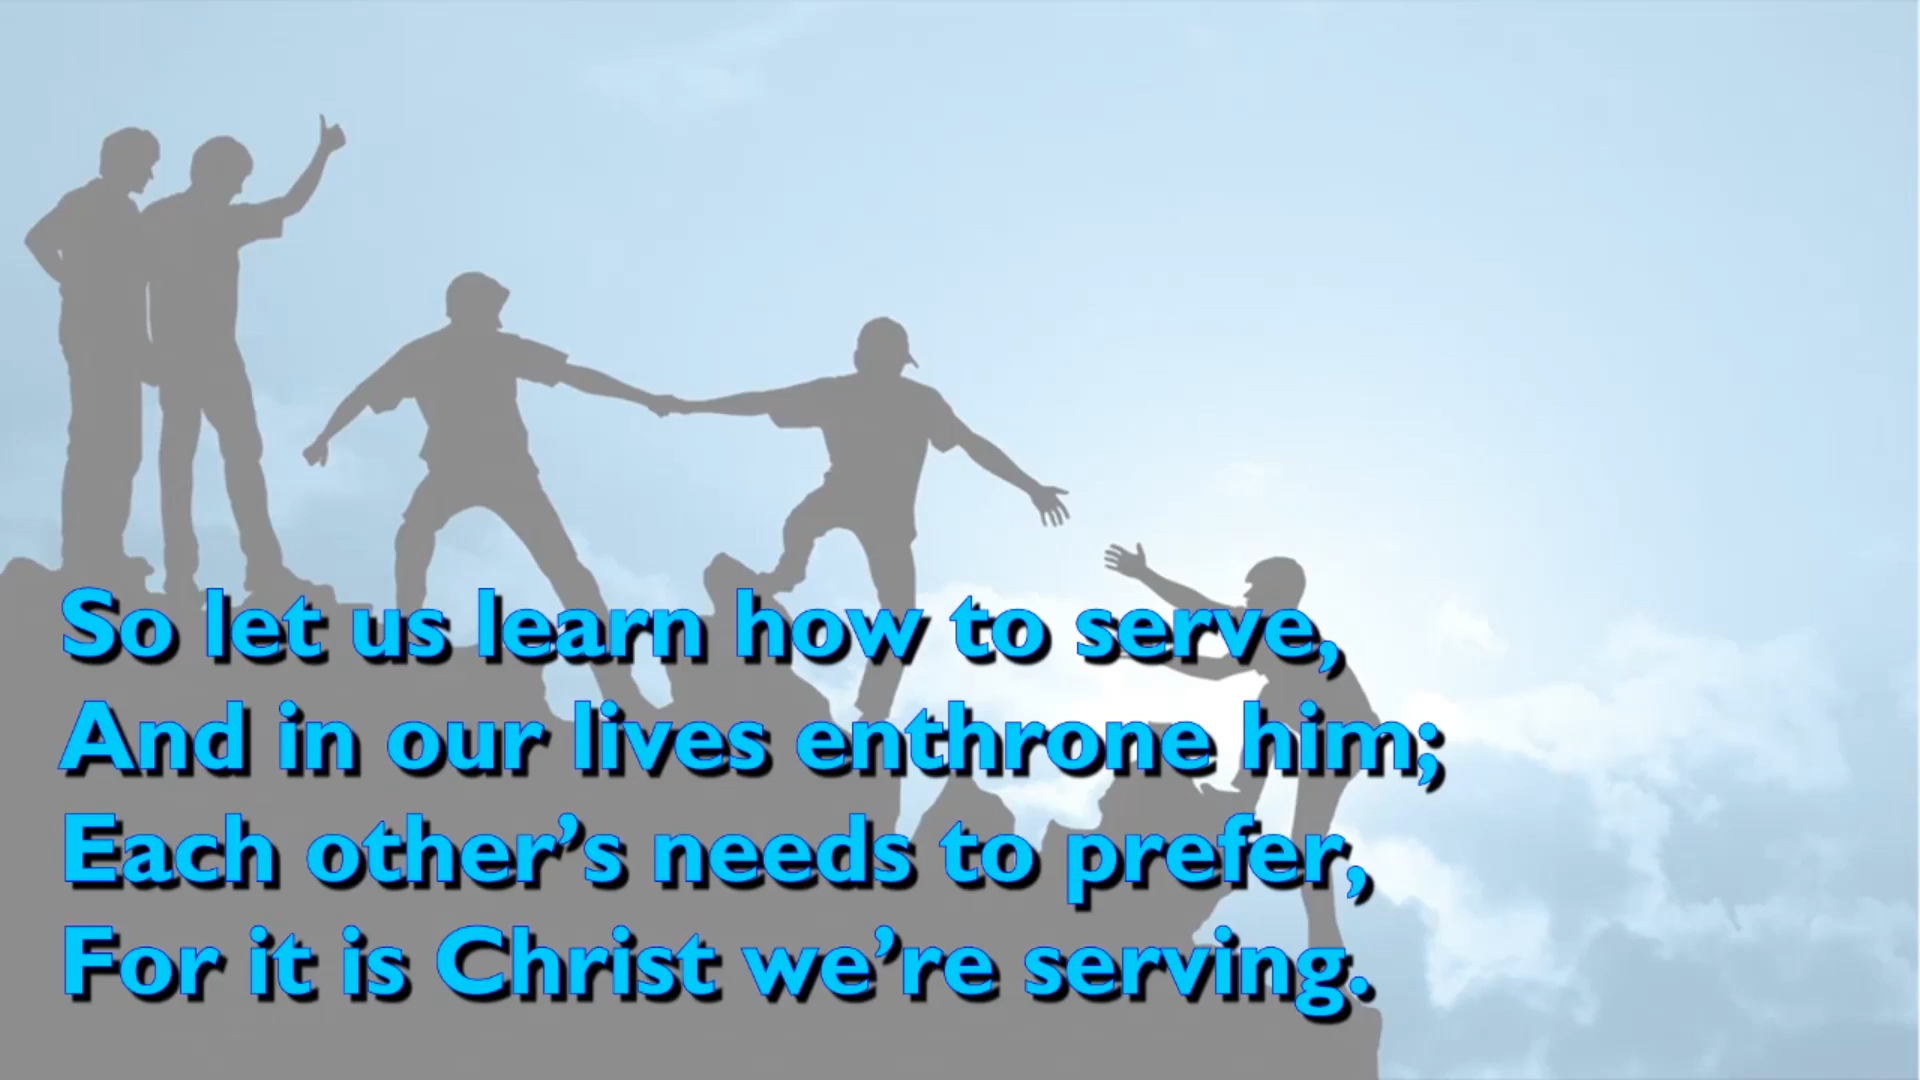 So let us learn how to serve,
And in our lives enthrone him;
Each other’s needs to prefer,
For it is Christ we’re serving.